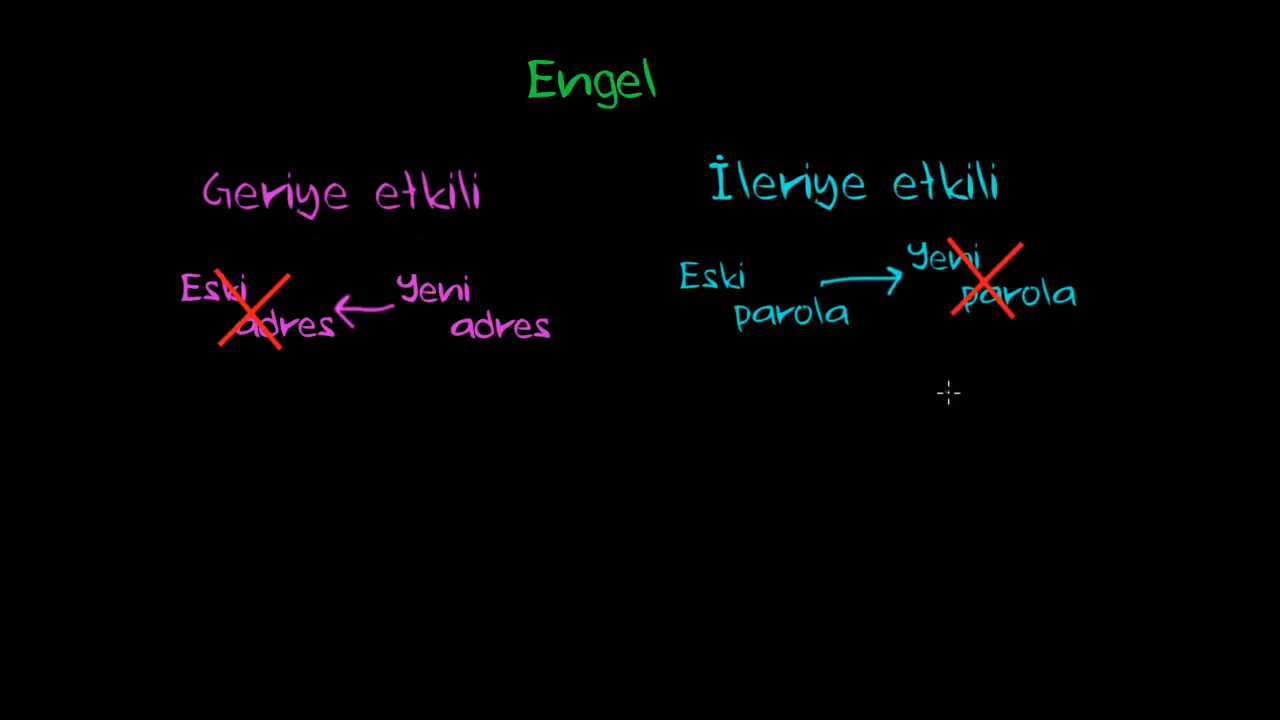 Engel
Geriye etkili
Eski
adres
Yeni
adres
İleriye etkili
Eski
parola
Yeni
parola